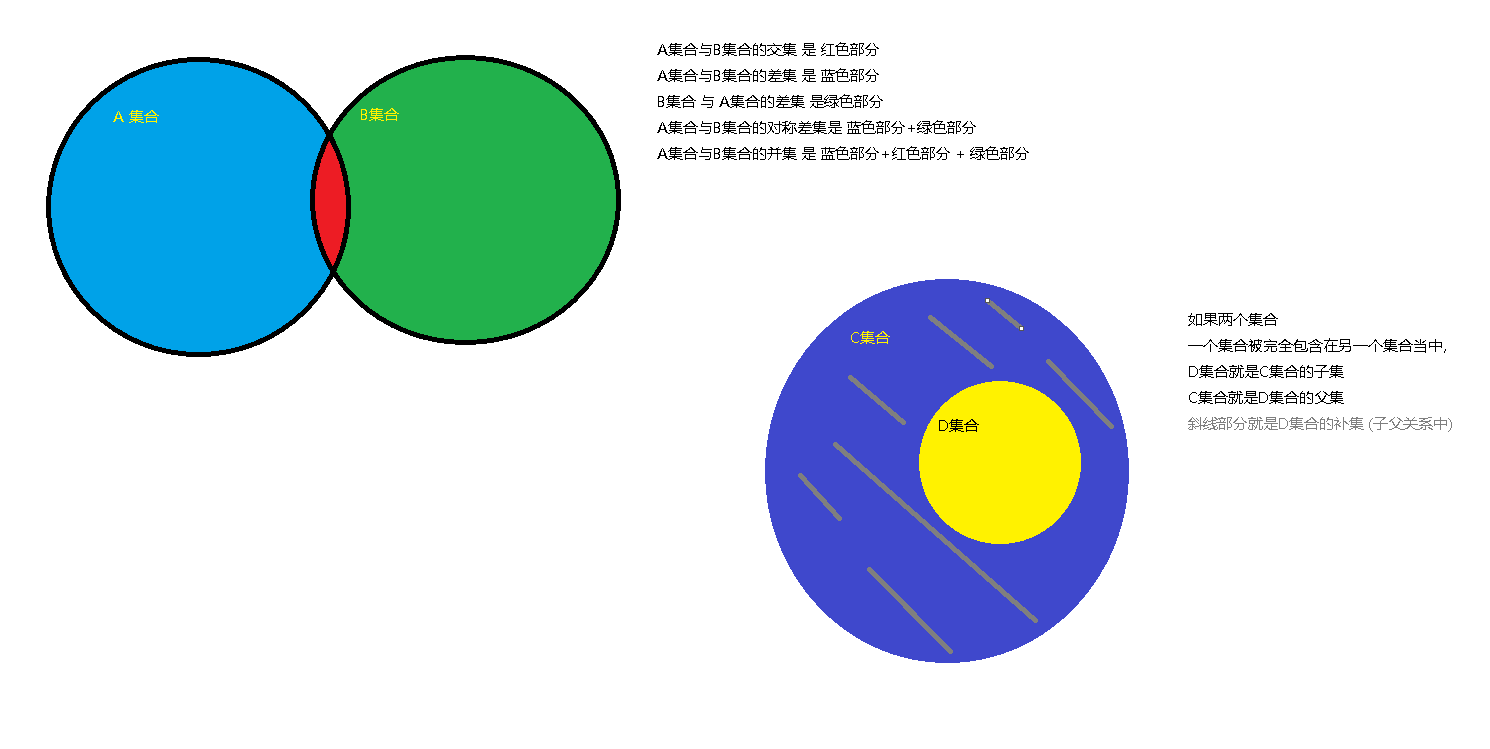 A 集合
B集合
A集合与B集合的交集 是 红色部分
A集合与B集合的差集 是 蓝色部分
B集合 与 A集合的差集 是绿色部分
A集合与B集合的对称差集是 蓝色部分+绿色部分
A集合与B集合的并集 是 蓝色部分+红色部分 + 绿色部分
C集合
D集合
如果两个集合
一个集合被完全包含在另一个集合当中,
D集合就是C集合的子集
C集合就是D集合的父集
斜线部分就是D集合的补集 (子父关系中)